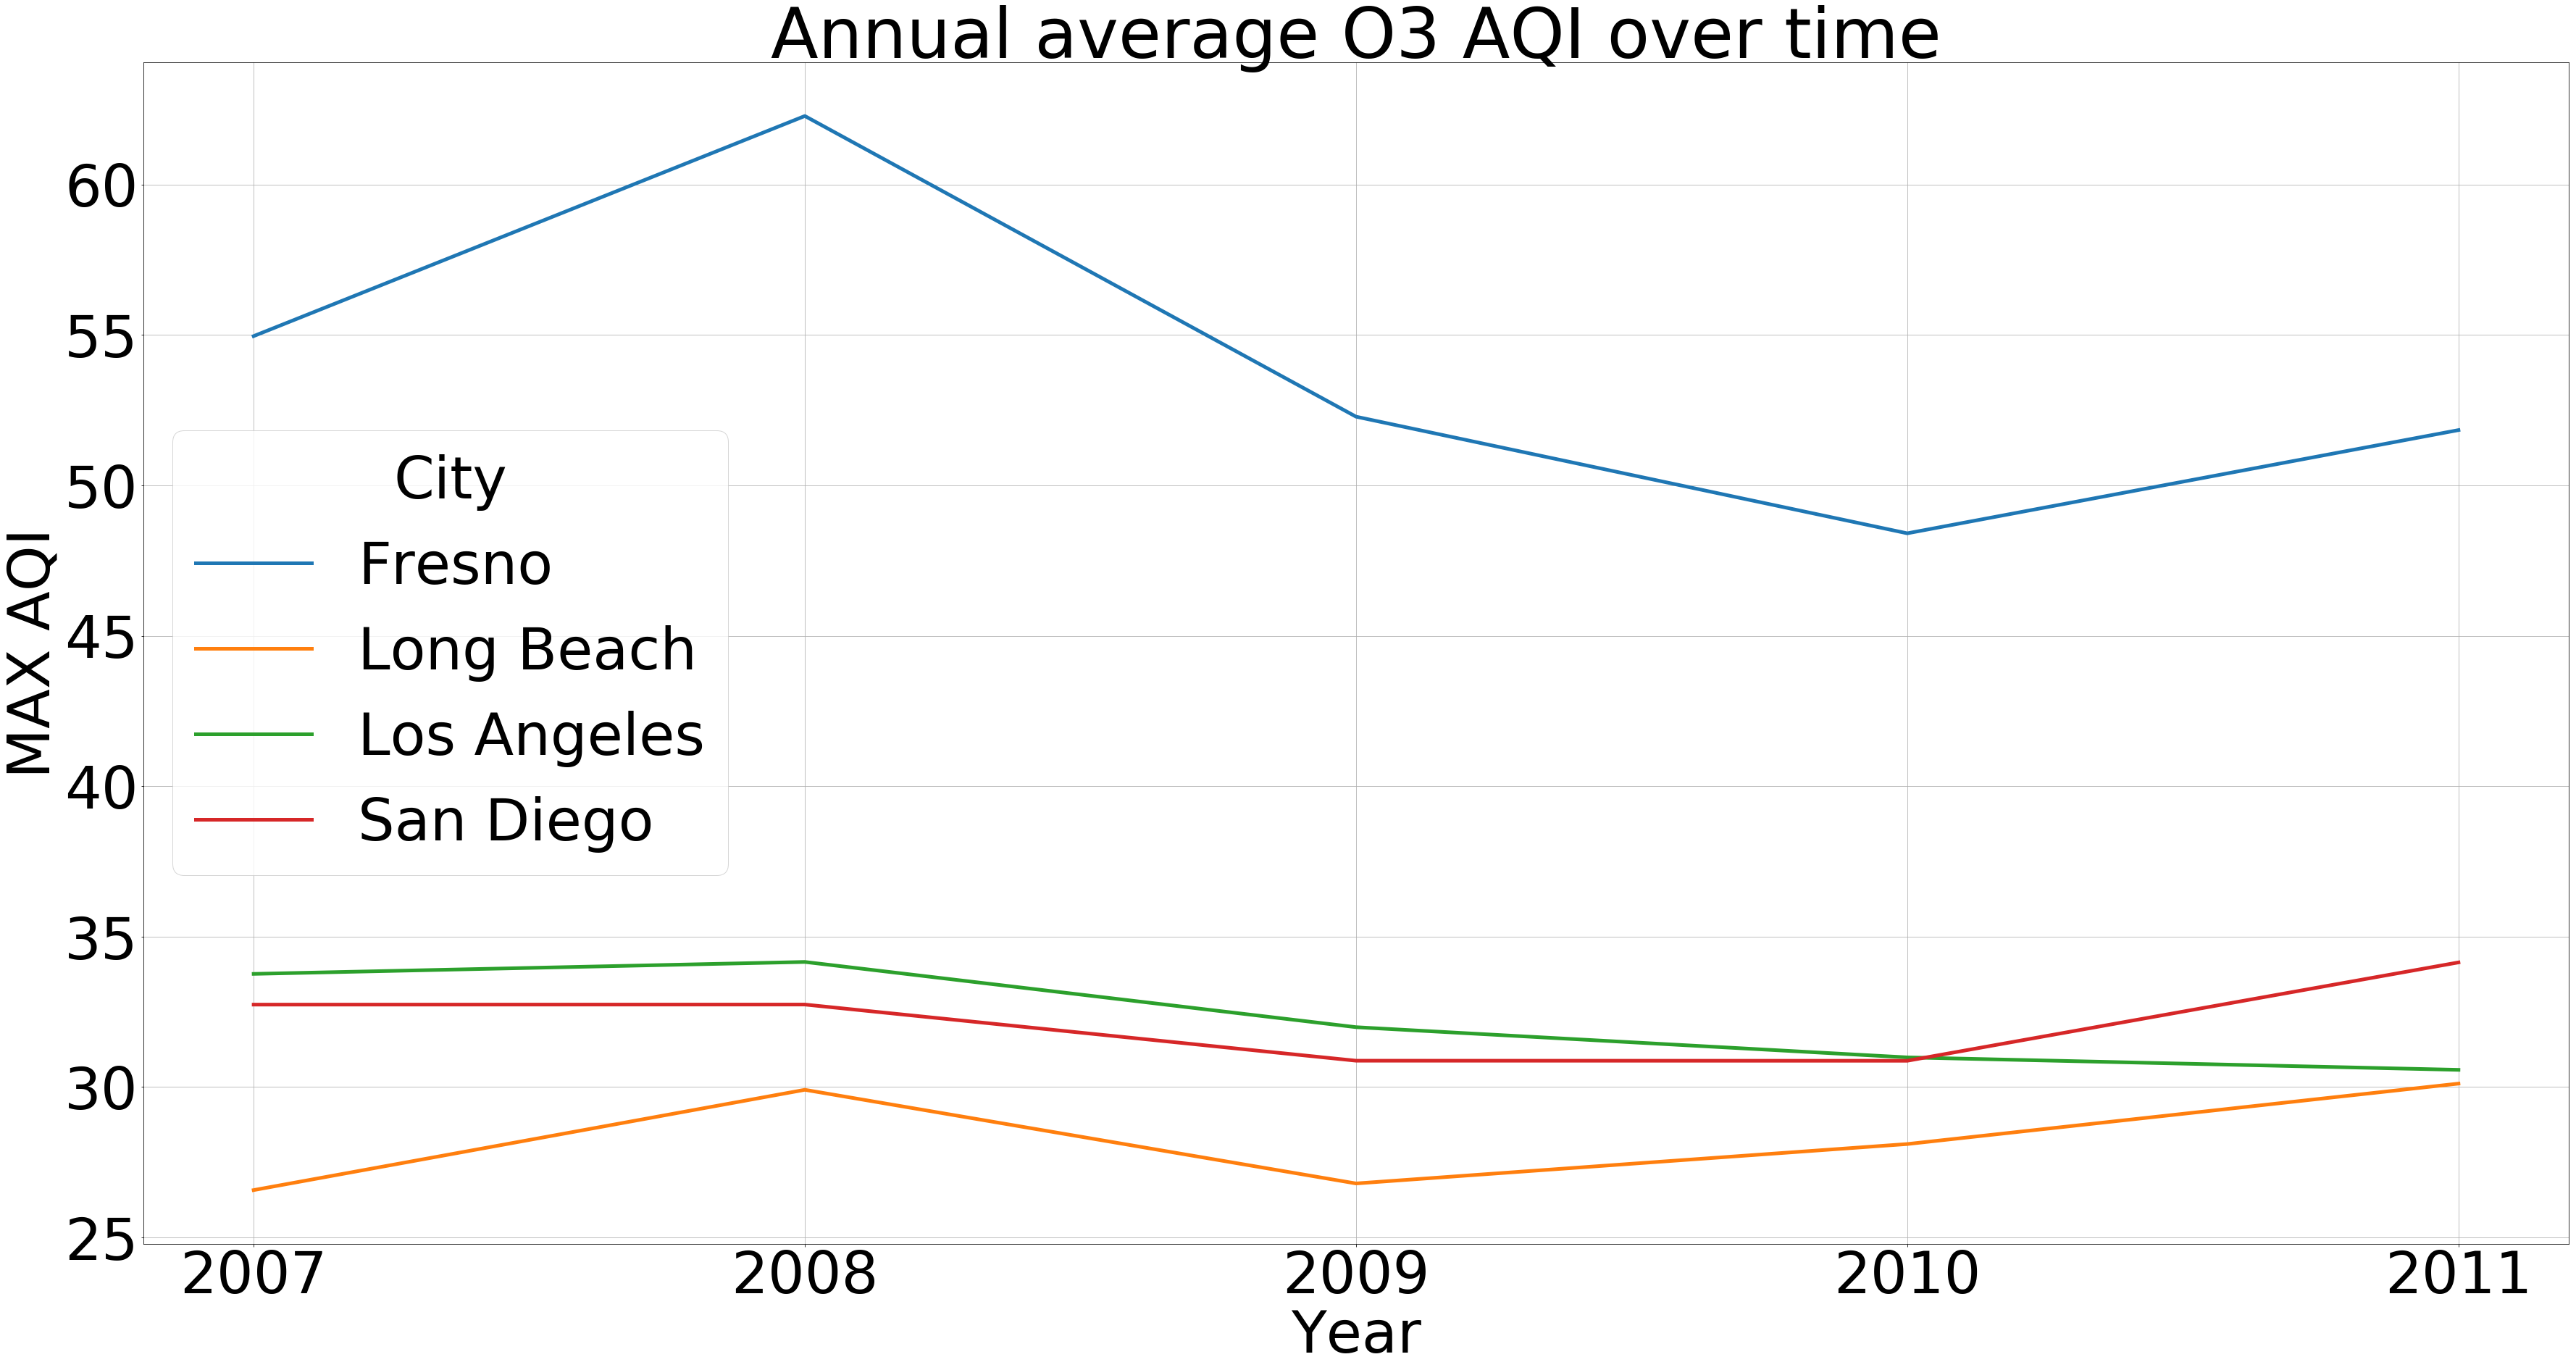 Annual average O3 AQI over time
MAX AQI
60
55
50
45
40
35
30
25
City
Fresno
Long Beach
Los Angeles
San Diego
2007 2008 2009 2010 2011
Year